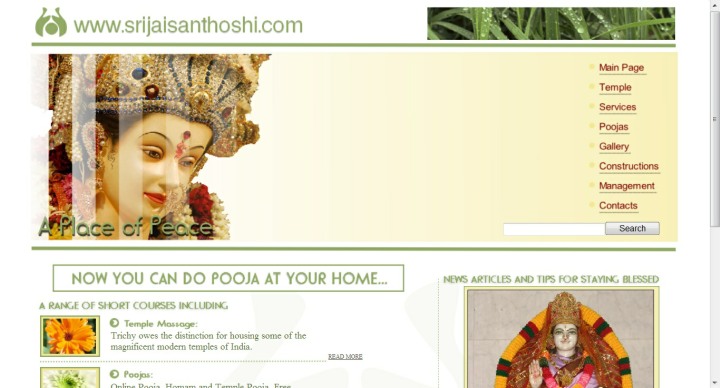 www.srijaisanthoshi.com
Main Page
Temple
Services
Poojas
Gallery
Constructions
Management
Contacts
A Place of Peace
Search
NOW YOU CAN DO POOJA AT YOUR HOME...
A RANGE OF SHORT COURSES INCLUDING
Temple Massage:
Trichy owes the distinction for housing some of the
magnificent modern temples of India.
READ MORE
Poojas:
Online Pooja, Homam and Temple Pooja, Free
NEWS ARTICLES AND TIPS FOR STAYING BLESSED